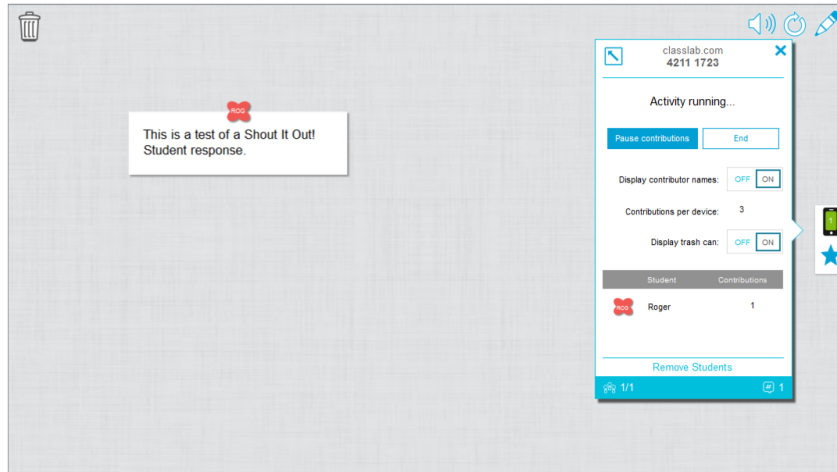 classlab.com
4211 1723
ROG
This is a test of a Shout It Out!
Student response.
Activity running...
Pause contributions End
Display contributor names: OFF ON
Contributions per device: 3
1
Display trash can: OFF ON
Student Contributions
ROG Roger 1
Remove Students
1/1 # 1